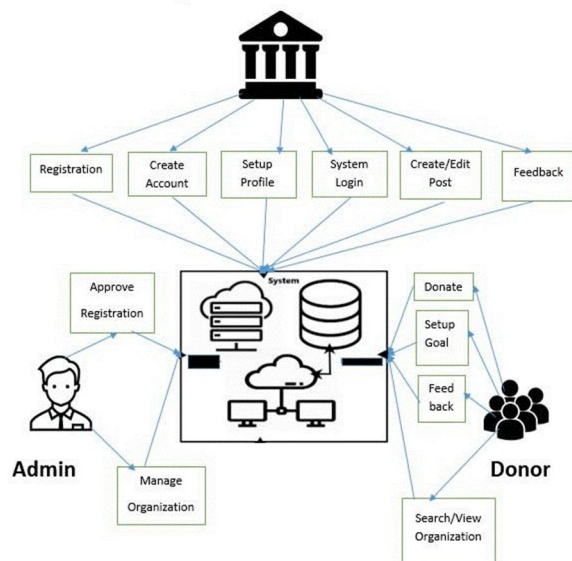 Registration
Create
Account
Setup
Profile
System
Login
Create/Edit
Post
Feedback
System
Approve
Registration
Donate
Setup
Goal
Feed
back
Admin
Donor
Manage
Organization
Search/View
Organization